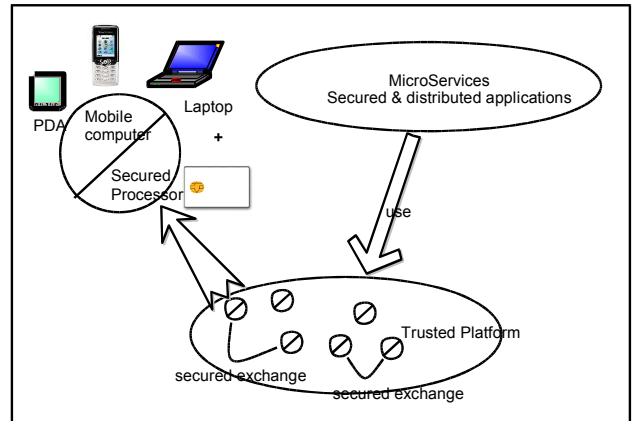 MicroServices
Secured & distributed applications
PDA
Laptop
Mobile
computer
+
Secured
Processor
use
Trusted Platform
secured exchange
secured exchange